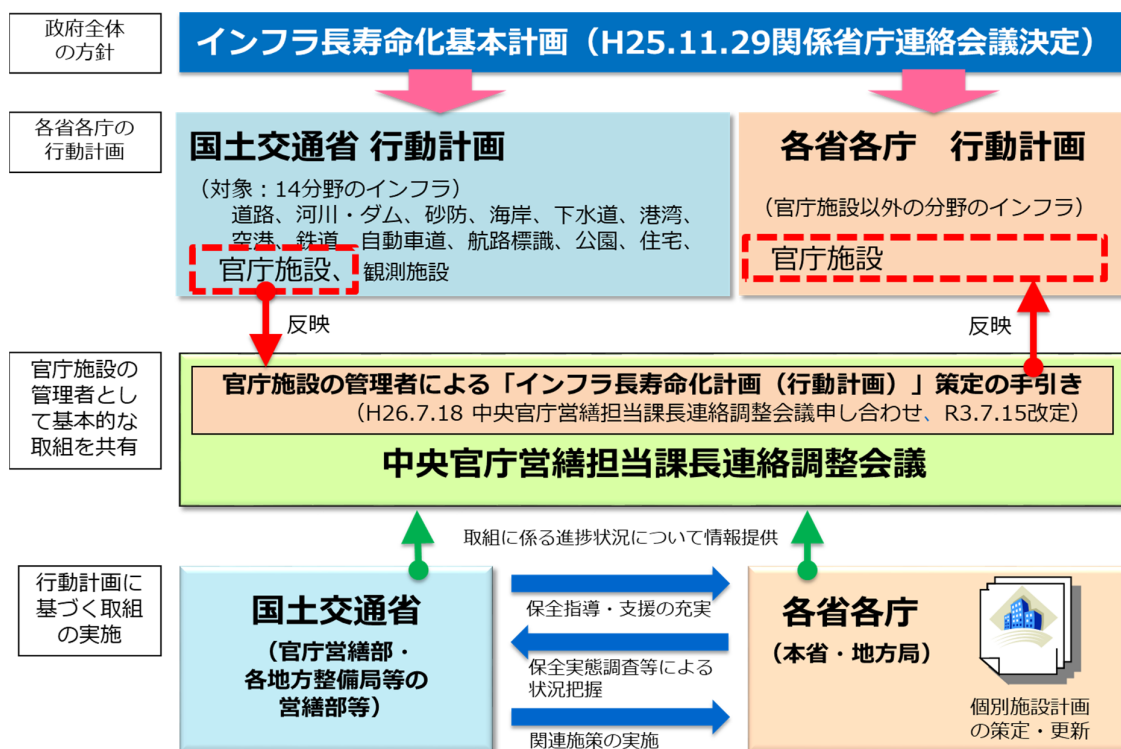 政府全体
の方針
インフラ長寿命化基本計画（H25.11.29関係省庁連絡会議決定）
各省各庁の
行動計画
国土交通省 行動計画
（対象：14分野のインフラ）
道路、河川・ダム、砂防、海岸、下水道、港湾、
空港、鉄道、自動車道、航路標識、公園、住宅、
官庁施設、観測施設
各省各庁　行動計画
（官庁施設以外の分野のインフラ）
官庁施設
反映
反映
官庁施設の
管理者とし
て基本的な
取組を共有
官庁施設の管理者による「インフラ長寿命化計画（行動計画）」策定の手引き
（H26.7.18 中央官庁営繕担当課長連絡調整会議申し合わせ、R3.7.15改定）
中央官庁営繕担当課長連絡調整会議
取組に係る進捗状況について情報提供
行動計画に
基づく取組
の実施
国土交通省
（官庁営繕部・
各地方整備局等の
営繕部等）
保全指導・支援の充実
保全実態調査等による
状況把握
関連施策の実施
各省各庁
（本省・地方局）
個別施設計画
の策定・更新